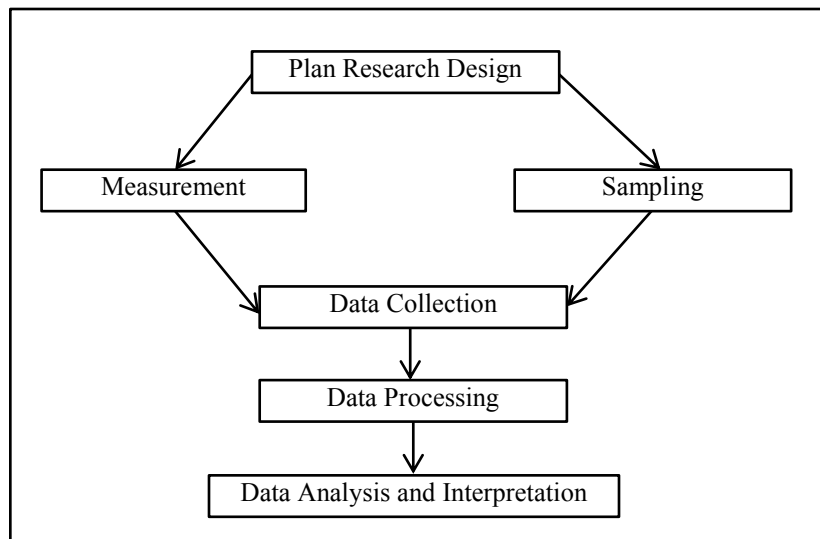 Plan Research Design
Measurement
Sampling
Data Collection
Data Processing
Data Analysis and Interpretation